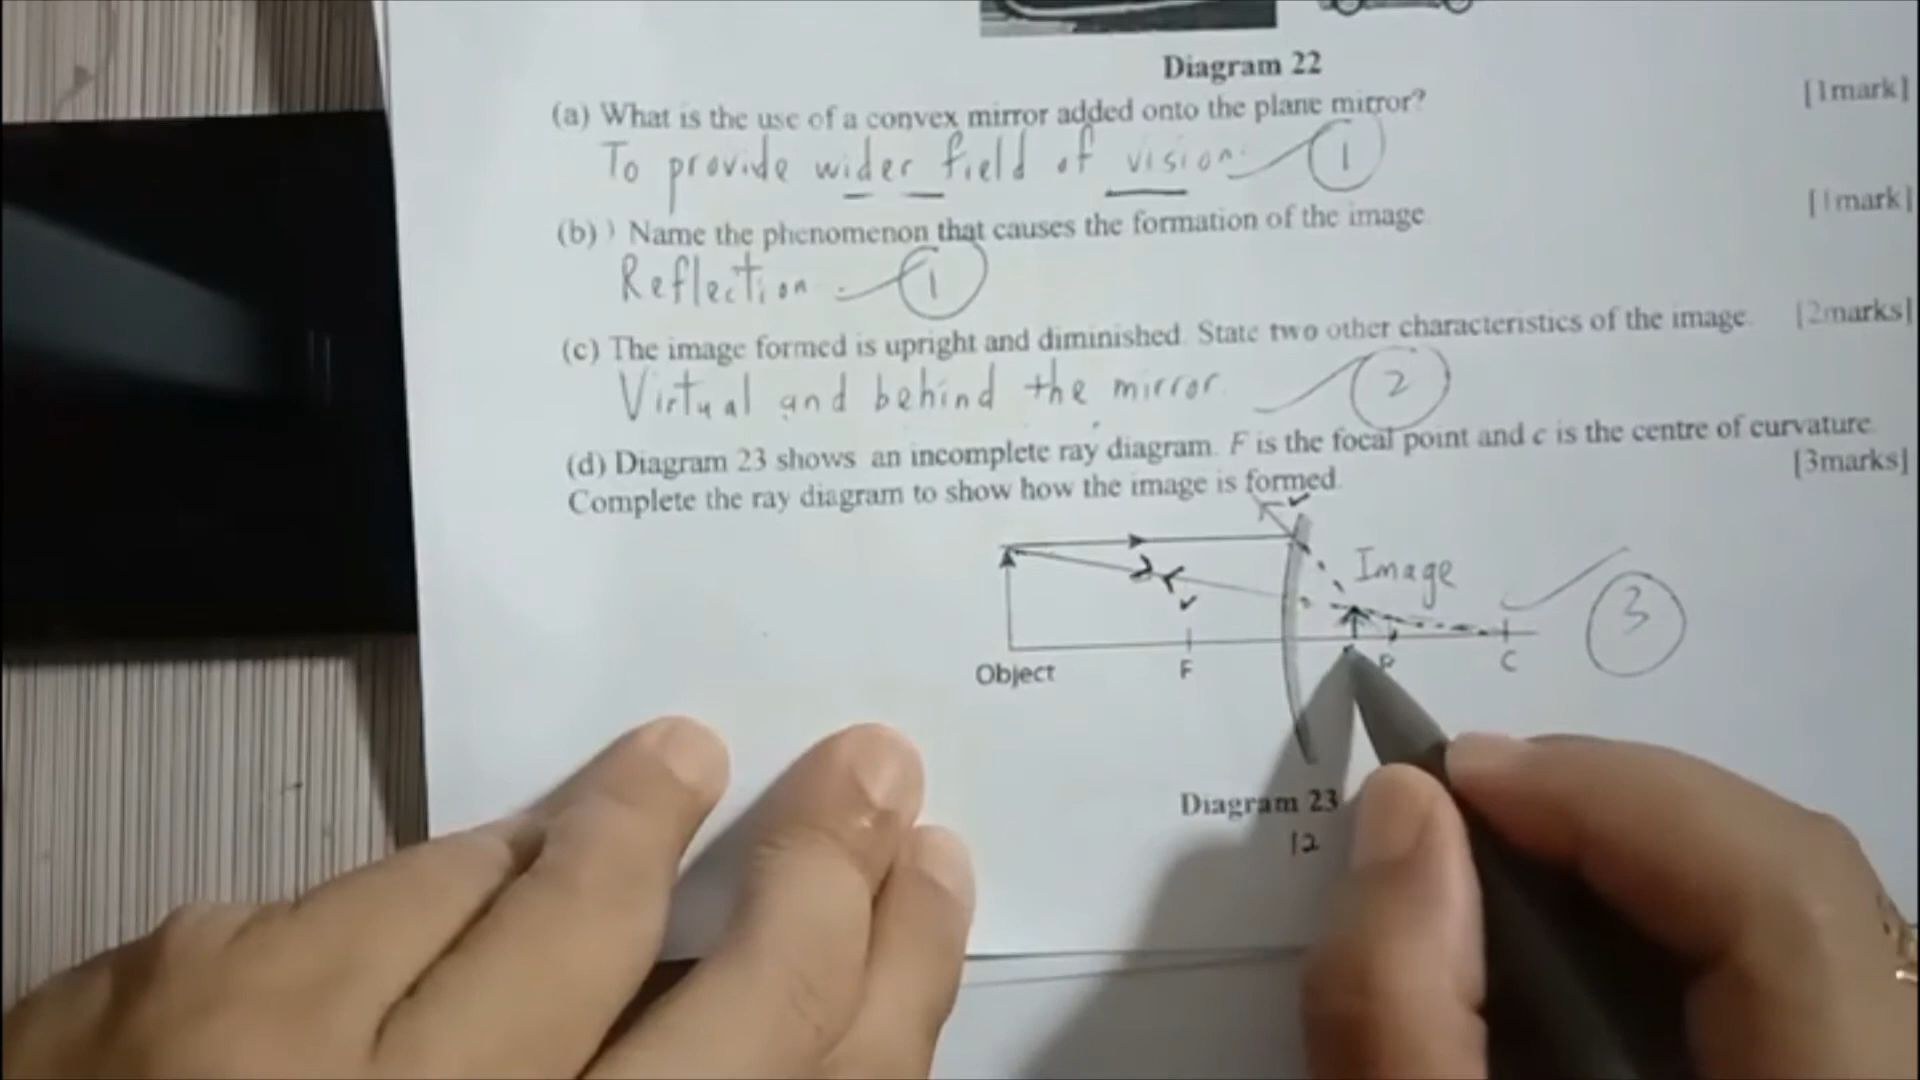 Diagram 22
(a) What is the use of a convex mirror added onto the plane mirror? [1mark]
To provide wider field of vision. 1
(b) ) Name the phenomenon that causes the formation of the image [1mark]
Reflection. 1
(c) The image formed is upright and diminished. State two other characteristics of the image. [2marks]
Virtual and behind the mirror. 2
(d) Diagram 23 shows an incomplete ray diagram. F is the focal point and c is the centre of curvature.
Complete the ray diagram to show how the image is formed. [3marks]
Image
3
Object F C
Diagram 23
12